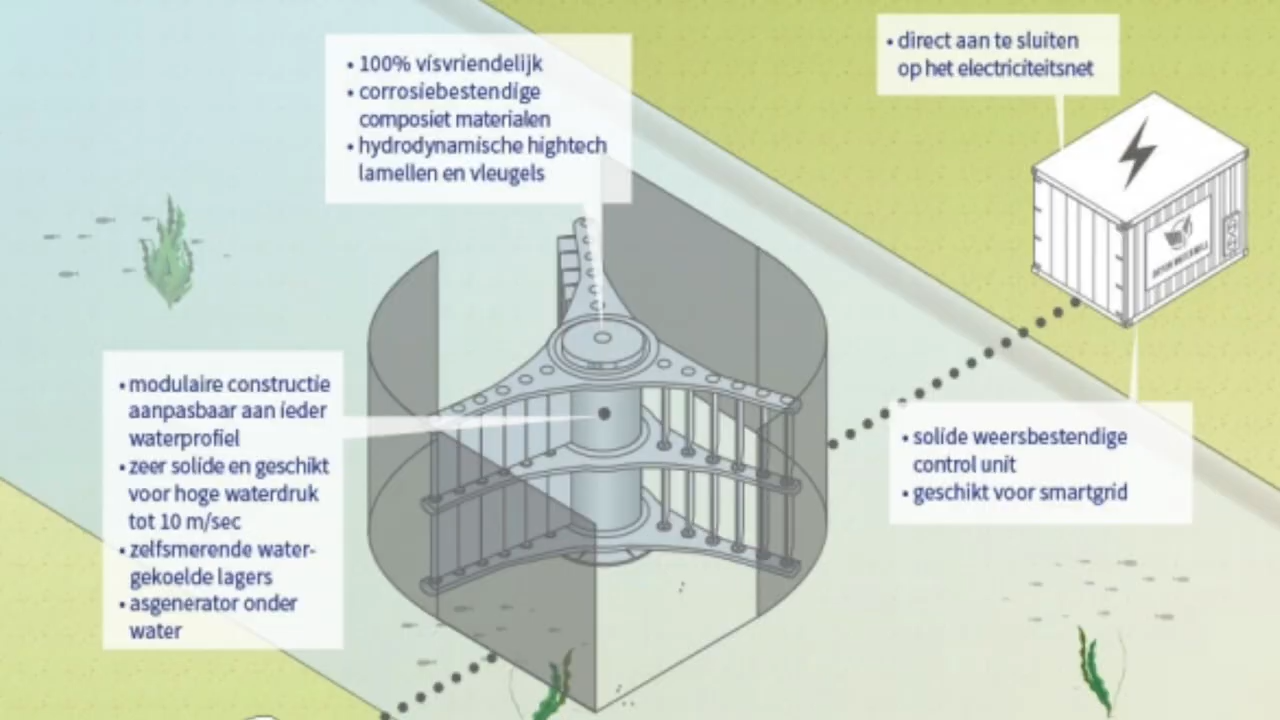 • 100% visvriendelijk
• corrosiebestendige
composiet materialen
• hydrodynamische hightech
lamellen en vleugels
• direct aan te sluiten
op het electriciteitsnet
• modulaire constructie
aanpasbaar aan ieder
waterprofiel
• zeer solide en geschikt
voor hoge waterdruk
tot 10 m/sec
• zelfsmerende water-
gekoelde lagers
• asgenerator onder
water
• solide weersbestendige
control unit
• geschikt voor smartgrid